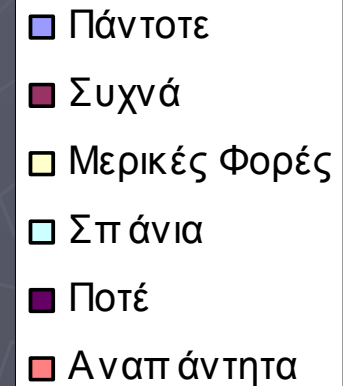 Πάντοτε
Συχνά
Μερικές Φορές
Σπάνια
Ποτέ
Αναπάντητα